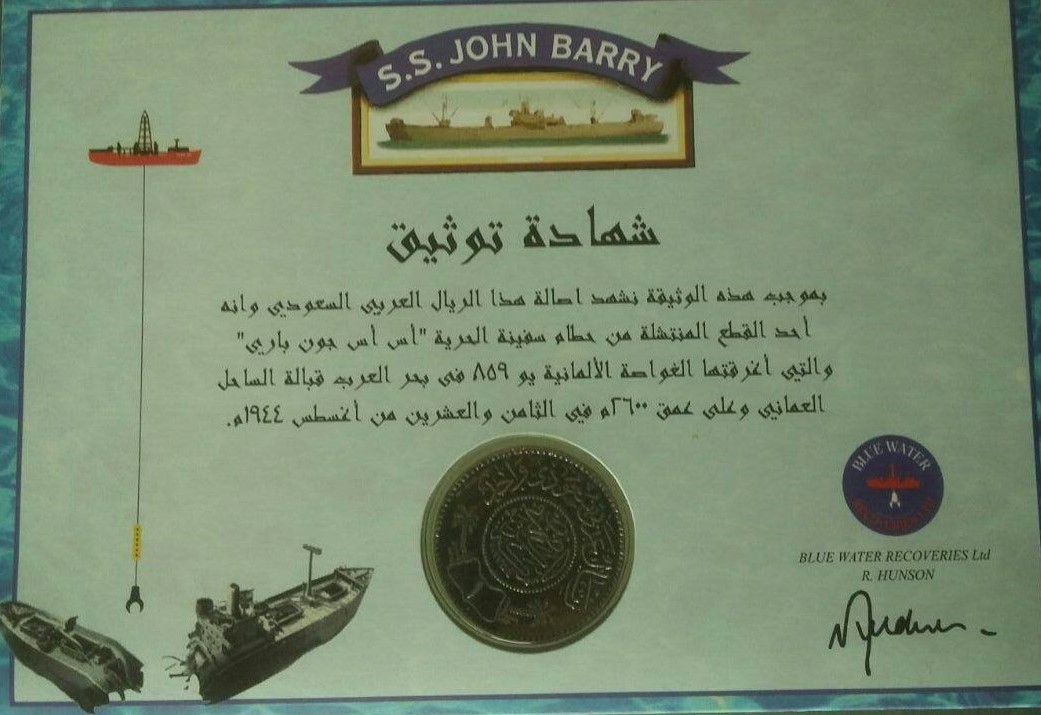 S.S. JOHN BARRY
شهادة توثيق
بموجب هذه الوثيقة نشهد اصالة هذا الريال العربي السعودي وانه
أحد القطع المنتشلة من حطام سفينة الحرية "أس أس جون باري"
والتي أغرقتها الغواصة الألمانية يو ٨٥٩ في بحر العرب قبالة الساحل
العماني وعلى عمق ٢٦٠٠م في الثامن والعشرين من أغسطس ١٩٤٤م.
BLUE WATER
RECOVERIES LTD
BLUE WATER RECOVERIES Ltd
R. HUNSON